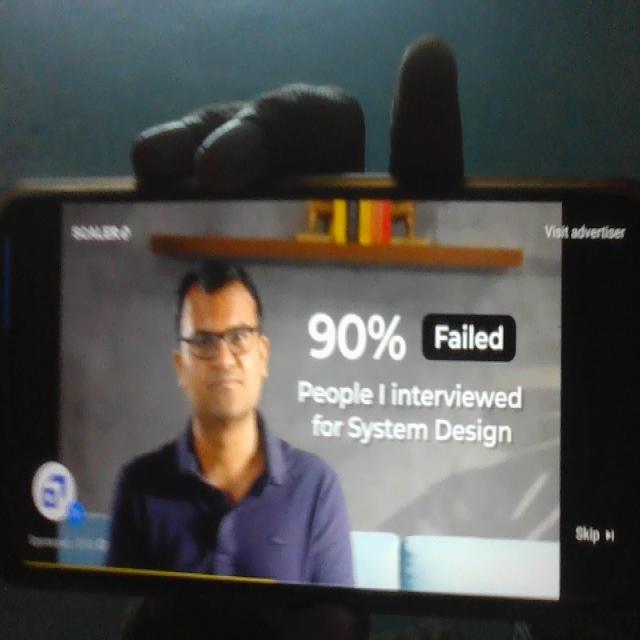 SCALER
Visit advertiser
90% Failed
People I interviewed
for System Design
Skip